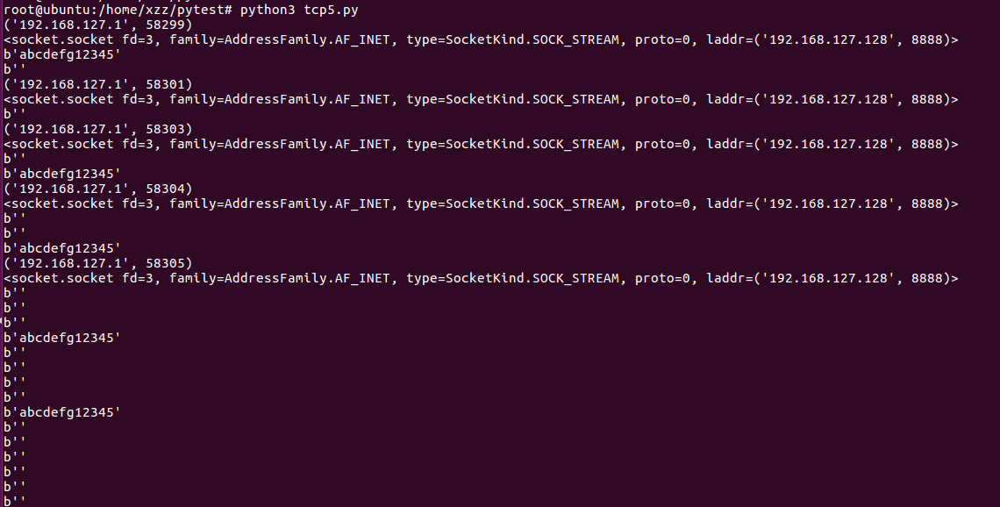 root@ubuntu:/home/xzz/pytest# python3 tcp5.py
('192.168.127.1', 58299)
<socket.socket fd=3, family=AddressFamily.AF_INET, type=SocketKind.SOCK_STREAM, proto=0, laddr=('192.168.127.128', 8888)>
b'abcdefg12345'
b''
('192.168.127.1', 58301)
<socket.socket fd=3, family=AddressFamily.AF_INET, type=SocketKind.SOCK_STREAM, proto=0, laddr=('192.168.127.128', 8888)>
b''
('192.168.127.1', 58303)
<socket.socket fd=3, family=AddressFamily.AF_INET, type=SocketKind.SOCK_STREAM, proto=0, laddr=('192.168.127.128', 8888)>
b''
b'abcdefg12345'
('192.168.127.1', 58304)
<socket.socket fd=3, family=AddressFamily.AF_INET, type=SocketKind.SOCK_STREAM, proto=0, laddr=('192.168.127.128', 8888)>
b''
b''
b'abcdefg12345'
('192.168.127.1', 58305)
<socket.socket fd=3, family=AddressFamily.AF_INET, type=SocketKind.SOCK_STREAM, proto=0, laddr=('192.168.127.128', 8888)>
b''
b''
b''
b'abcdefg12345'
b''
b''
b''
b''
b'abcdefg12345'
b''
b''
b''
b''
b''
b''